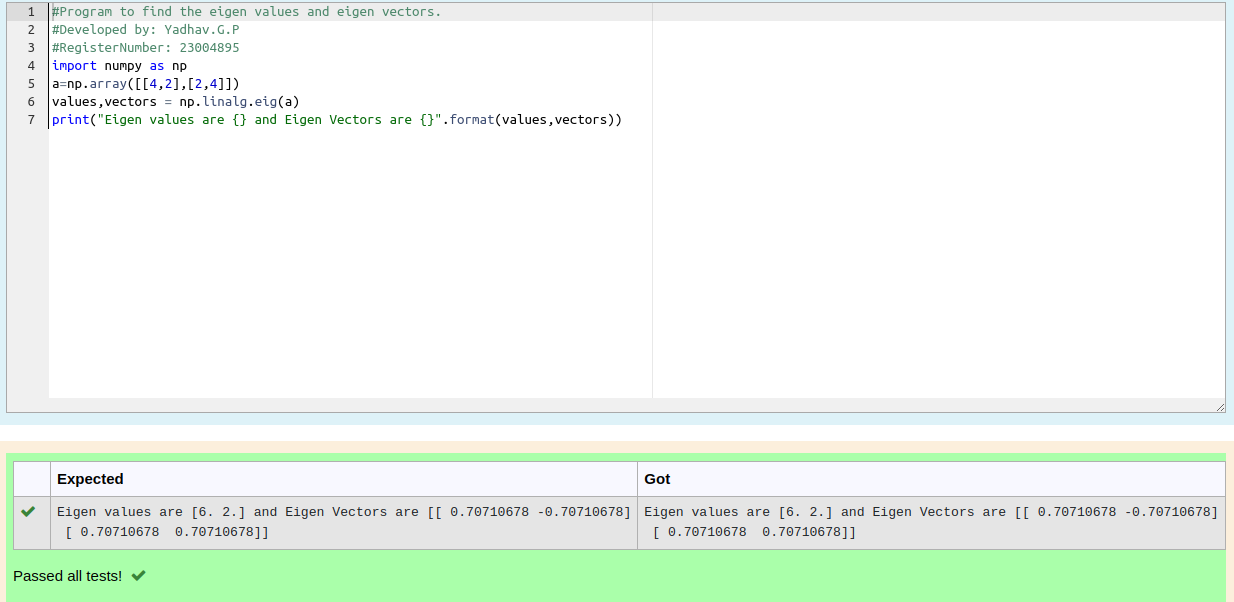 1 #Program to find the eigen values and eigen vectors.
2 #Developed by: Yadhav.G.P
3 #RegisterNumber: 23004895
4 import numpy as np
5 a=np.array([[4,2],[2,4]])
6 values,vectors = np.linalg.eig(a)
7 print("Eigen values are {} and Eigen Vectors are {}".format(values,vectors))
Expected Got
Eigen values are [6. 2.] and Eigen Vectors are [[ 0.70710678 -0.70710678] Eigen values are [6. 2.] and Eigen Vectors are [[ 0.70710678 -0.70710678]
[ 0.70710678  0.70710678]] [ 0.70710678  0.70710678]]
Passed all tests!